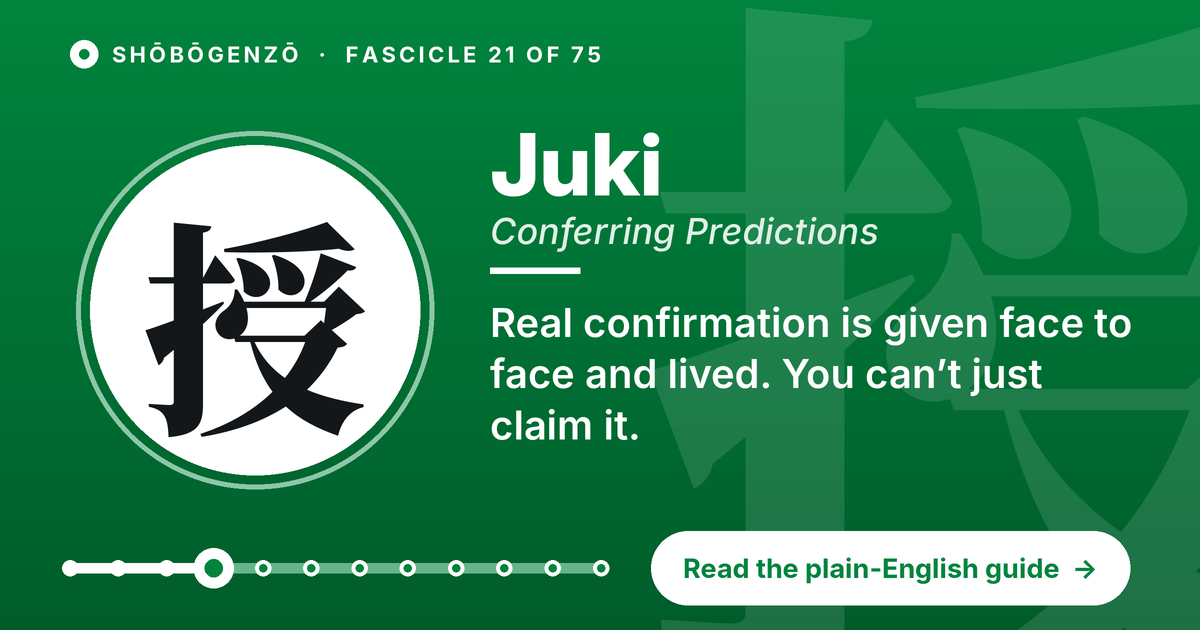 SHŌBŌGENZŌ · FASCICLE 21 OF 75
授
Juki
Conferring Predictions
Real confirmation is given face to
face and lived. You can’t just
claim it.
Read the plain-English guide →